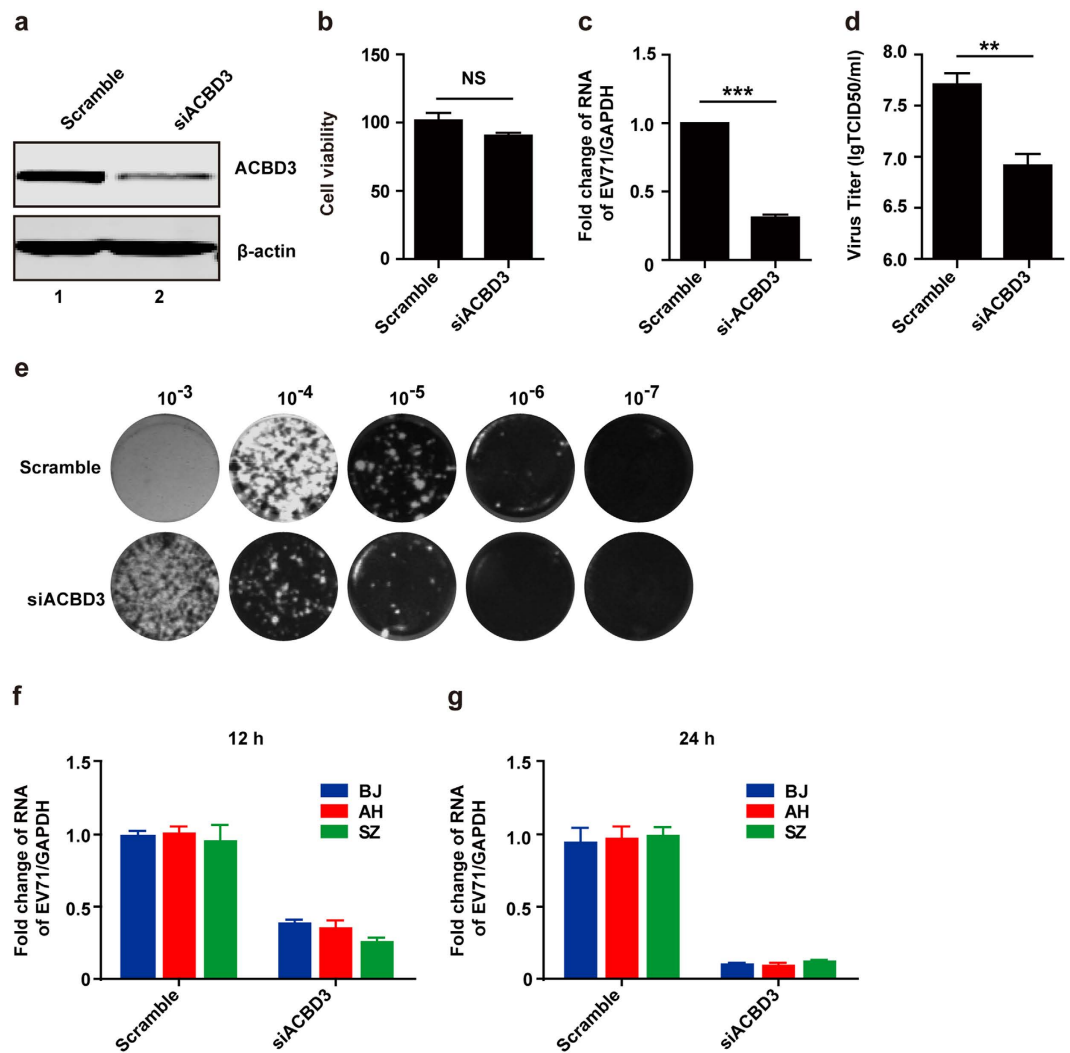 a
Scramble
siACBD3
ACBD3
β-actin
1 2
b
Cell viability
150
100
50
0
NS
Scramble
siACBD3
c
Fold change of RNA
of EV71/GAPDH
1.5
1.0
0.5
0
***
Scramble
si-ACBD3
d
Virus Titer (lgTCID50/ml)
8.0
7.5
7.0
6.5
6.0
**
Scramble
siACBD3
e
10-3 10-4 10-5 10-6 10-7
Scramble
siACBD3
f
12 h
Fold change of RNA
of EV71/GAPDH
1.5
1.0
0.5
0
BJ
AH
SZ
Scramble
siACBD3
g
24 h
Fold change of RNA
of EV71/GAPDH
1.5
1.0
0.5
0
BJ
AH
SZ
Scramble
siACBD3